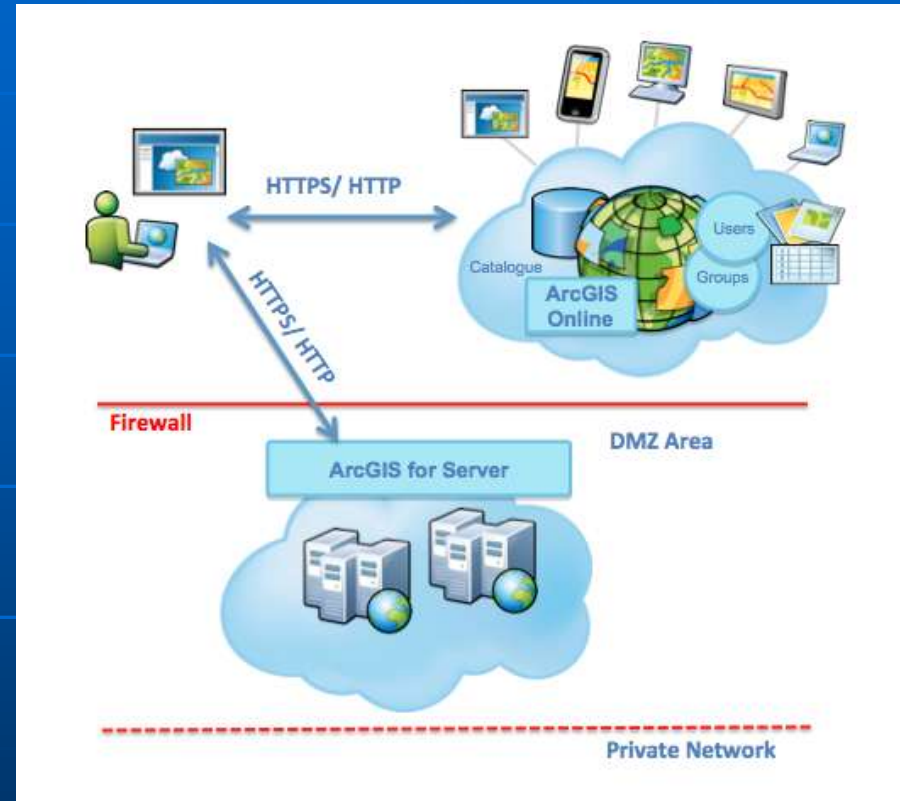 HTTPS/ HTTP
Users
Catalogue
Groups
ArcGIS
Online
HTTPS/ HTTP
Firewall
DMZ Area
ArcGIS for Server
Private Network